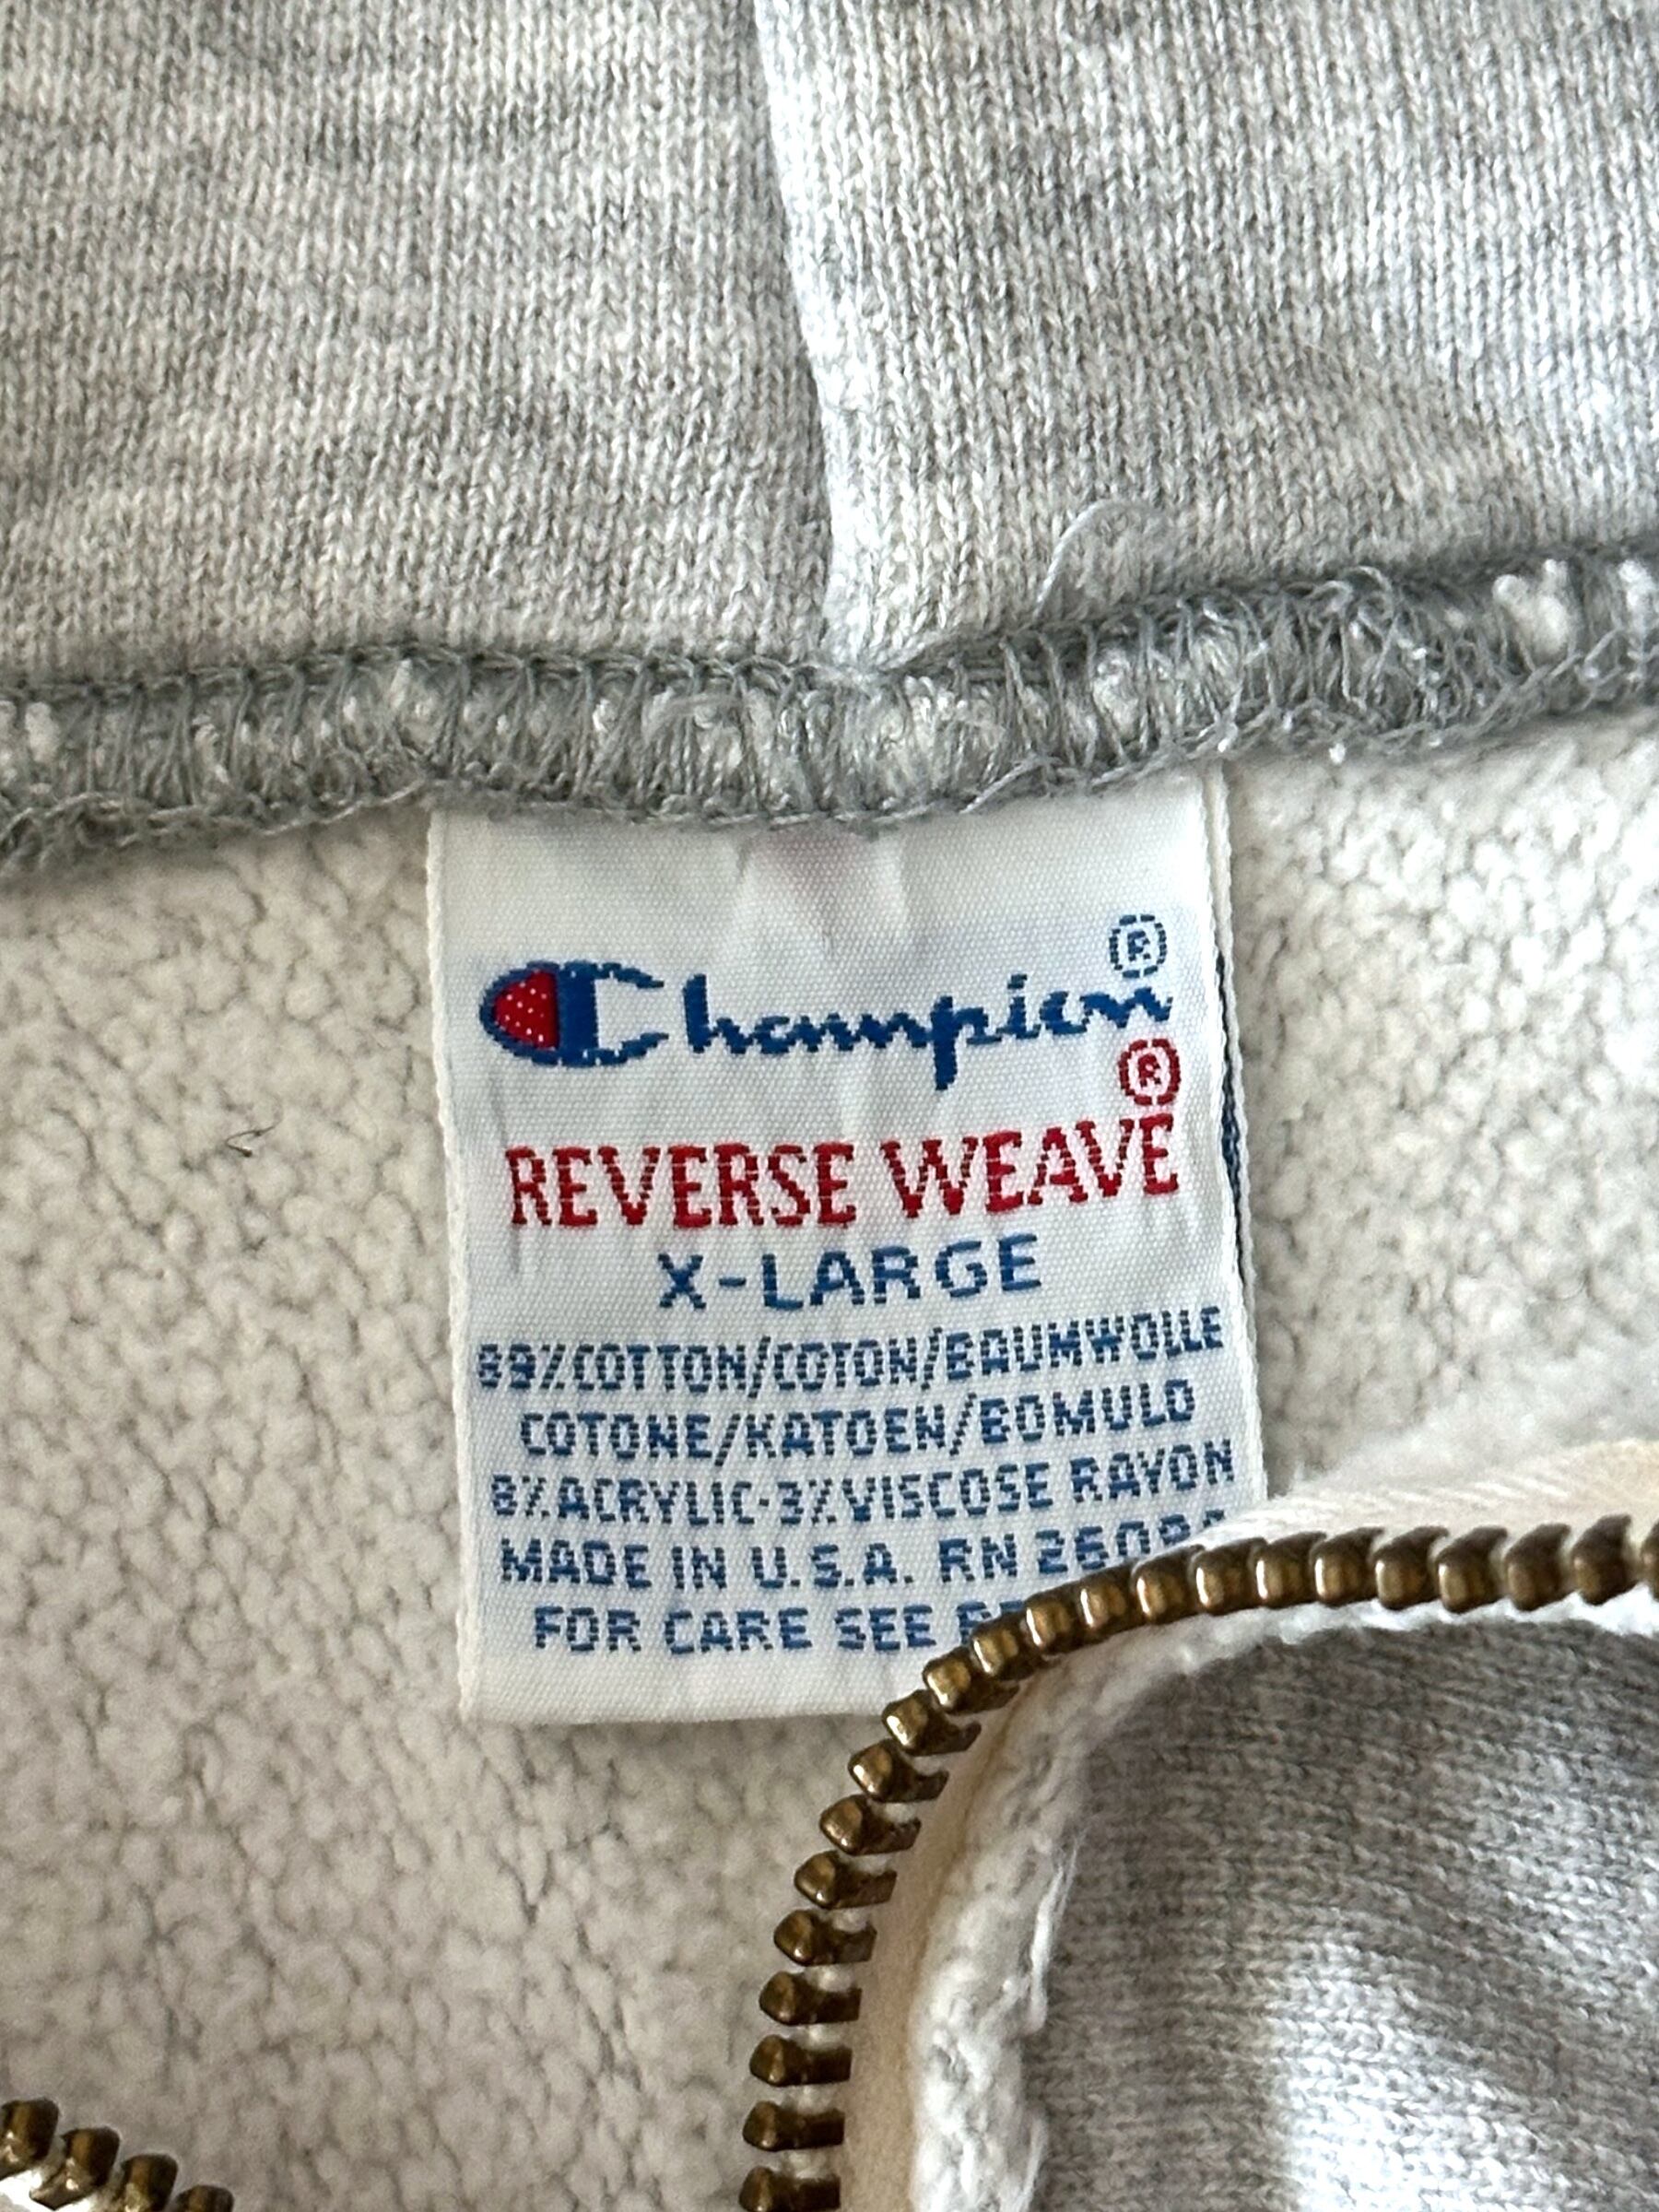 Champion®
REVERSE WEAVE®
X-LARGE
89%COTTON/COTON/BAUMWOLLE
COTONE/KATOEN/BOMULD
8%ACRYLIC-3%VISCOSE RAYON
MADE IN U.S.A. RN
FOR CARE SEE